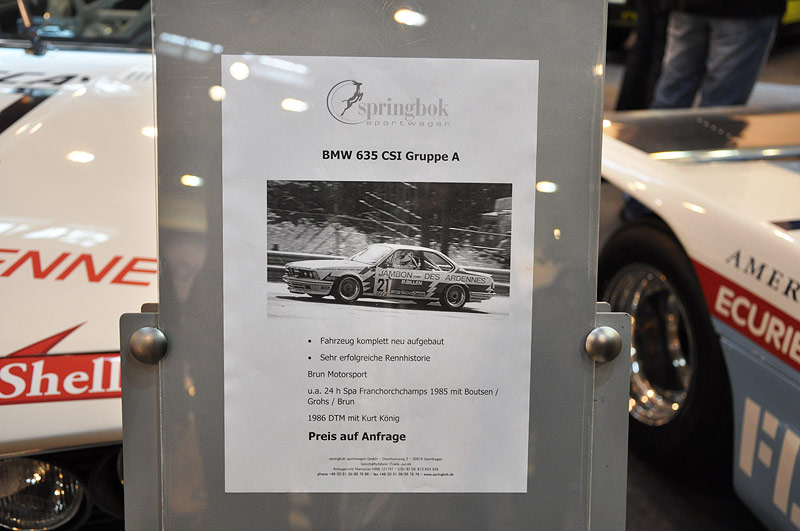 springbok
sportwagen
BMW 635 CSI Gruppe A
JAMBON DES ARDENNES
R.DILLEN
21
• Fahrzeug komplett neu aufgebaut
• Sehr erfolgreiche Rennhistorie
Brun Motorsport
u.a. 24 h Spa Franchorchamps 1985 mit Boutsen /
Grohs / Brun
1986 DTM mit Kurt König
Preis auf Anfrage
ENNE
Shell
AMER
ECURIE